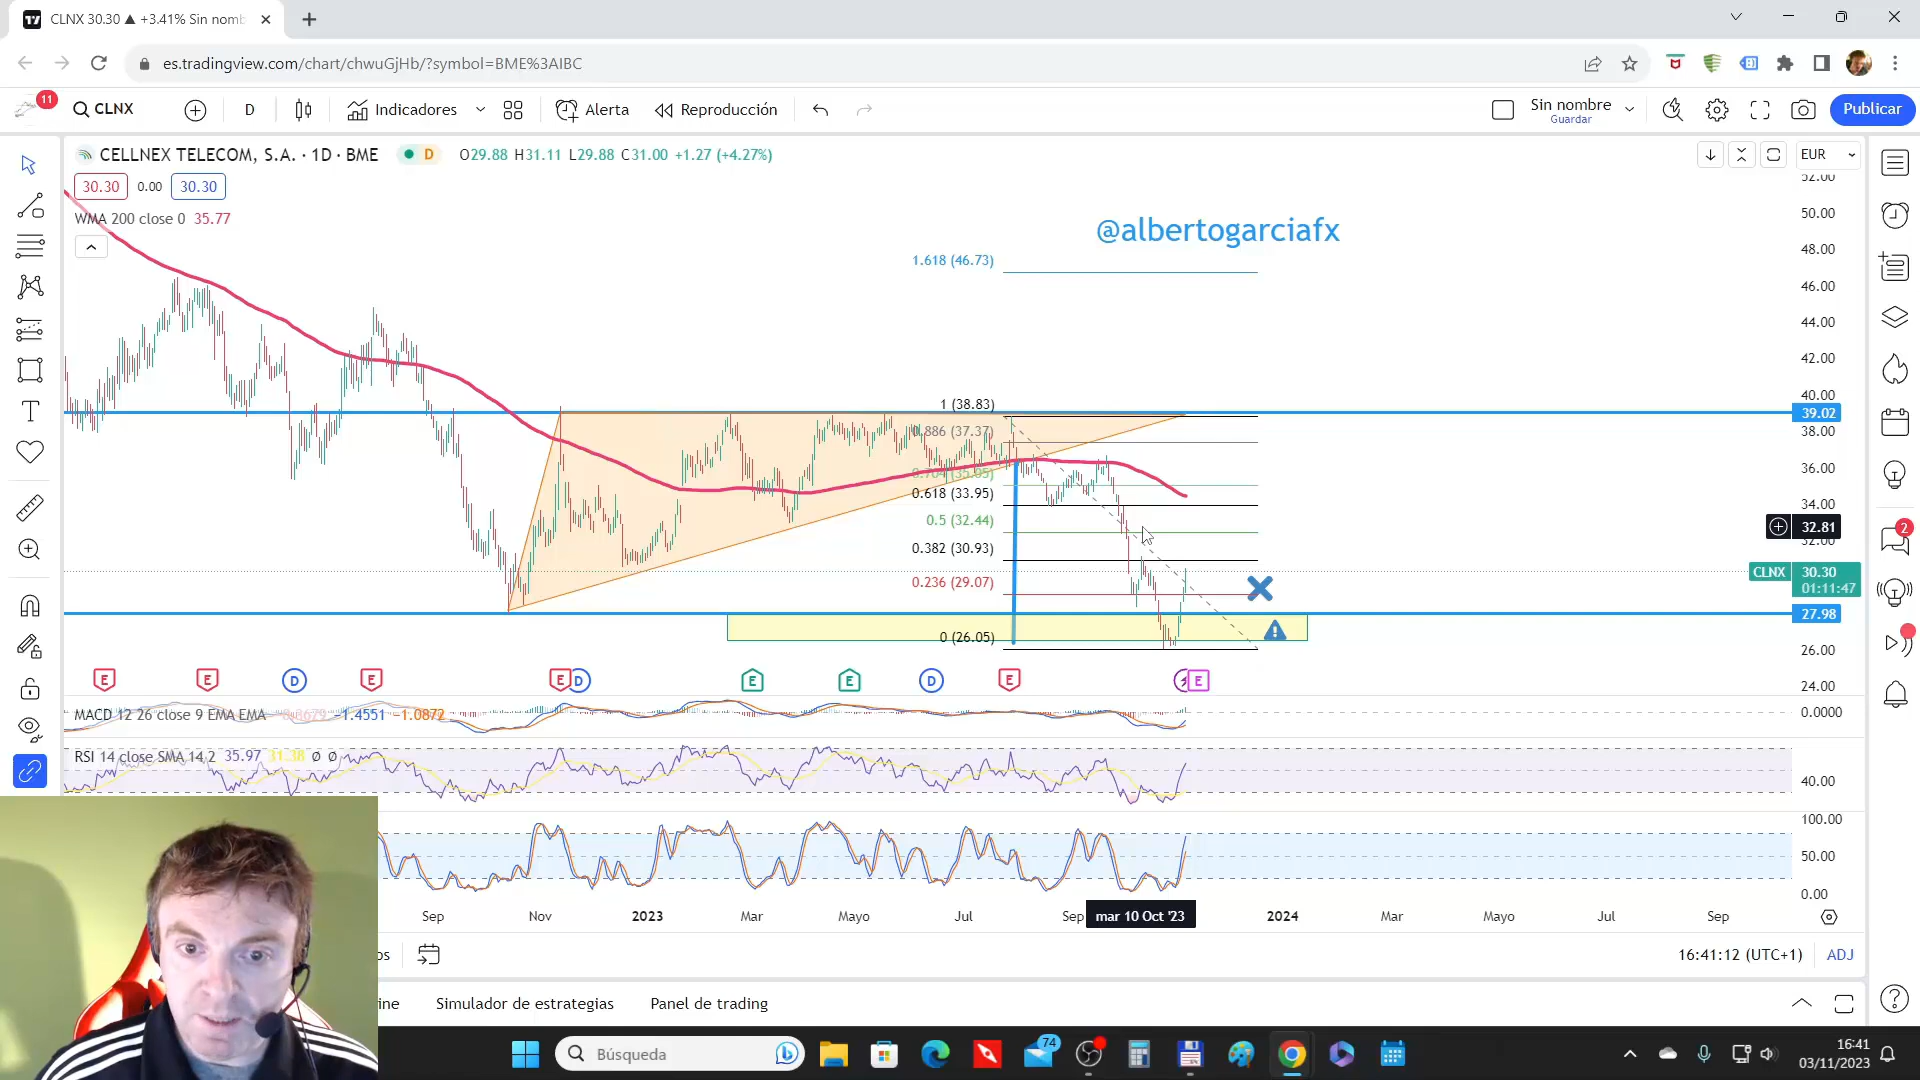 CLNX 30.30 ▲ +3.41% Sin nomb
es.tradingview.com/chart/chwuGjHb/?symbol=BME%3AIBC
11
CLNX
D
Indicadores
Alerta
Reproducción
Sin nombre
Guardar
Publicar
CELLNEX TELECOM, S.A. · 1D · BME
D
O29.88 H31.11 L29.88 C31.00 +1.27 (+4.27%)
EUR
30.30 0.00 30.30
WMA 200 close 0 35.77
@albertogarciafx
1.618 (46.73)
1 (38.83)
0.886 (37.37)
0.618 (33.95)
0.5 (32.44)
0.382 (30.93)
0.236 (29.07)
0 (26.05)
52.00
50.00
48.00
46.00
44.00
42.00
40.00
39.02
38.00
36.00
34.00
32.81
32.00
CLNX 30.30
01:11:47
27.98
26.00
24.00
2
E E D E E D E E D E E
MACD 12 26 close 9 EMA EMA −1.4551 −1.0872
0.0000
RSI 14 close SMA 14 2 35.97 31.38 Ø Ø
40.00
100.00
50.00
0.00
Sep Nov 2023 Mar Mayo Jul Sep mar 10 Oct '23 2024 Mar Mayo Jul Sep
os
16:41:12 (UTC+1) ADJ
ine Simulador de estrategias Panel de trading
Búsqueda
74
16:41
03/11/2023